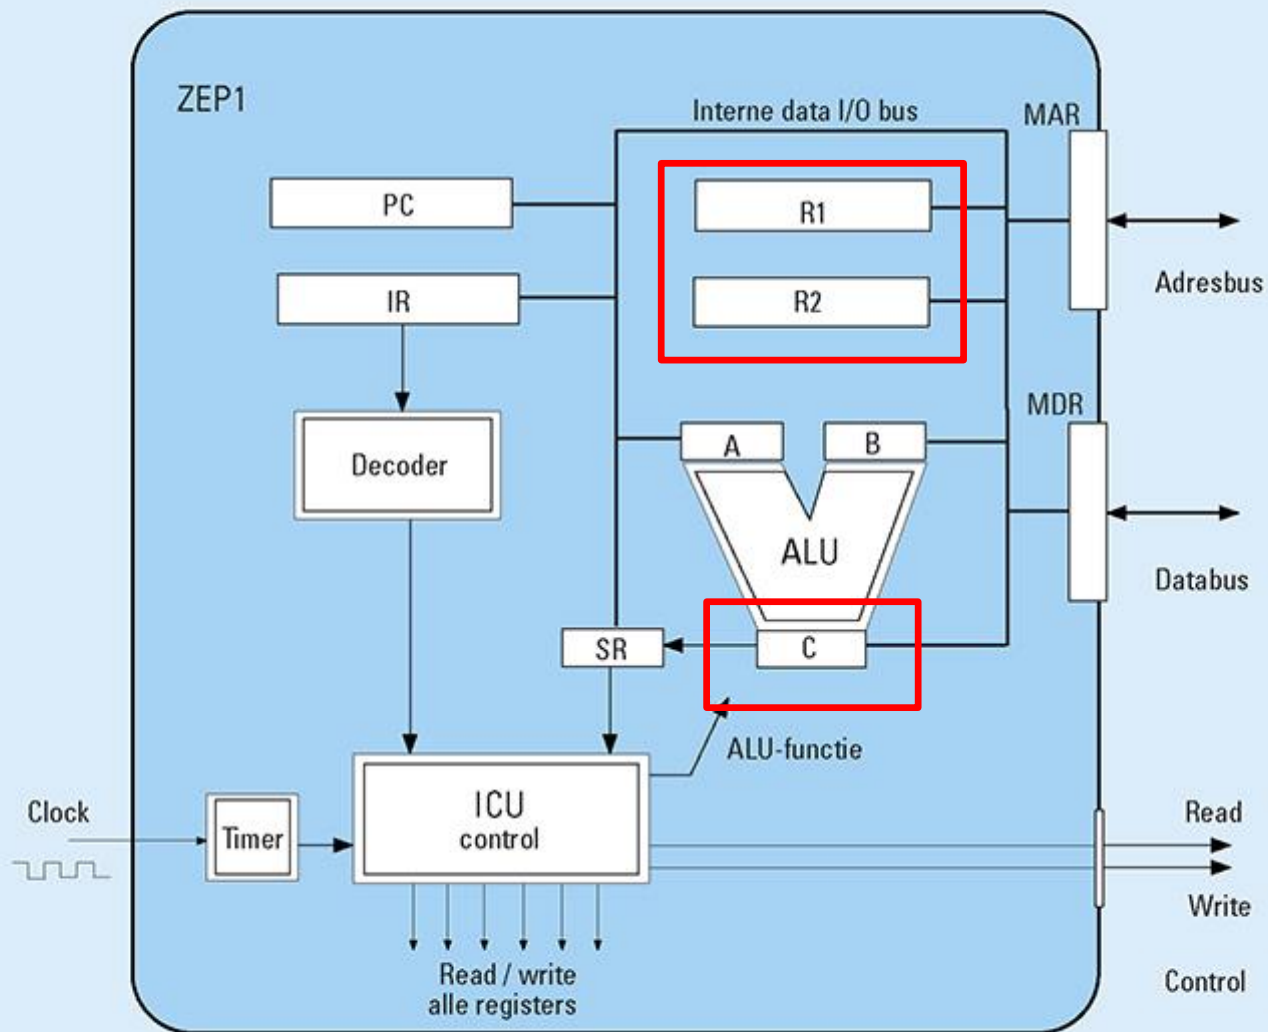 ZEP1
Interne data I/O bus
MAR
PC
R1
IR
R2
Adresbus
MDR
A
B
Decoder
ALU
Databus
SR
C
ALU-functie
Clock
Timer
ICU
control
Read
Write
Read / write
alle registers
Control